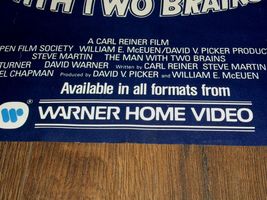 WITH TWO BRAINS
A CARL REINER FILM
PEN FILM SOCIETY WILLIAM E. McEUEN/DAVID V. PICKER PRODUC
STEVE MARTIN THE MAN WITH TWO BRAINS
TURNER DAVID WARNER Written by CARL REINER STEVE MARTIN
EL CHAPMAN Produced by DAVID V. PICKER and WILLIAM E. McEUEN
Available in all formats from
WARNER HOME VIDEO